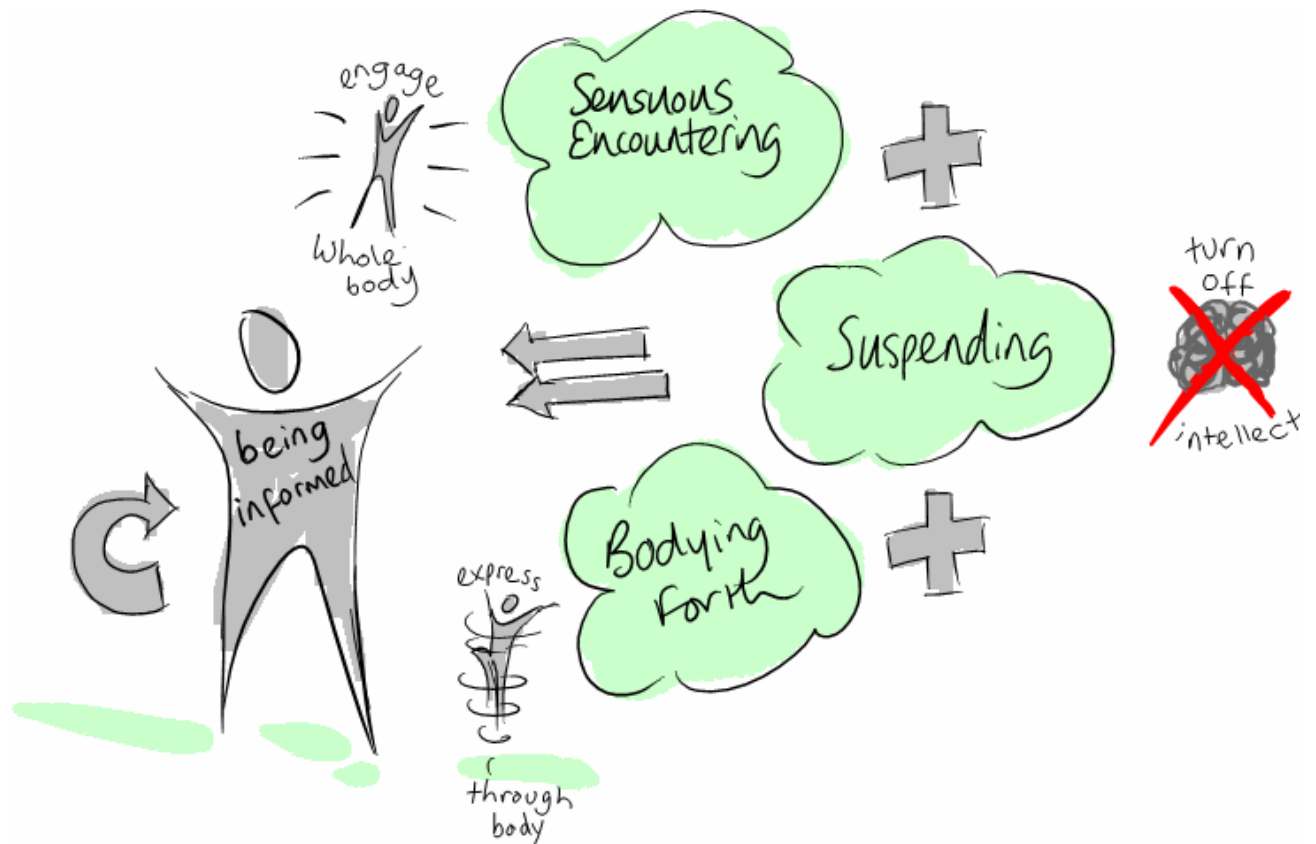 engage
Whole
body
Sensuous
Encountering
turn
off
intellect
Suspending
being
informed
Bodying
Forth
express
through
body